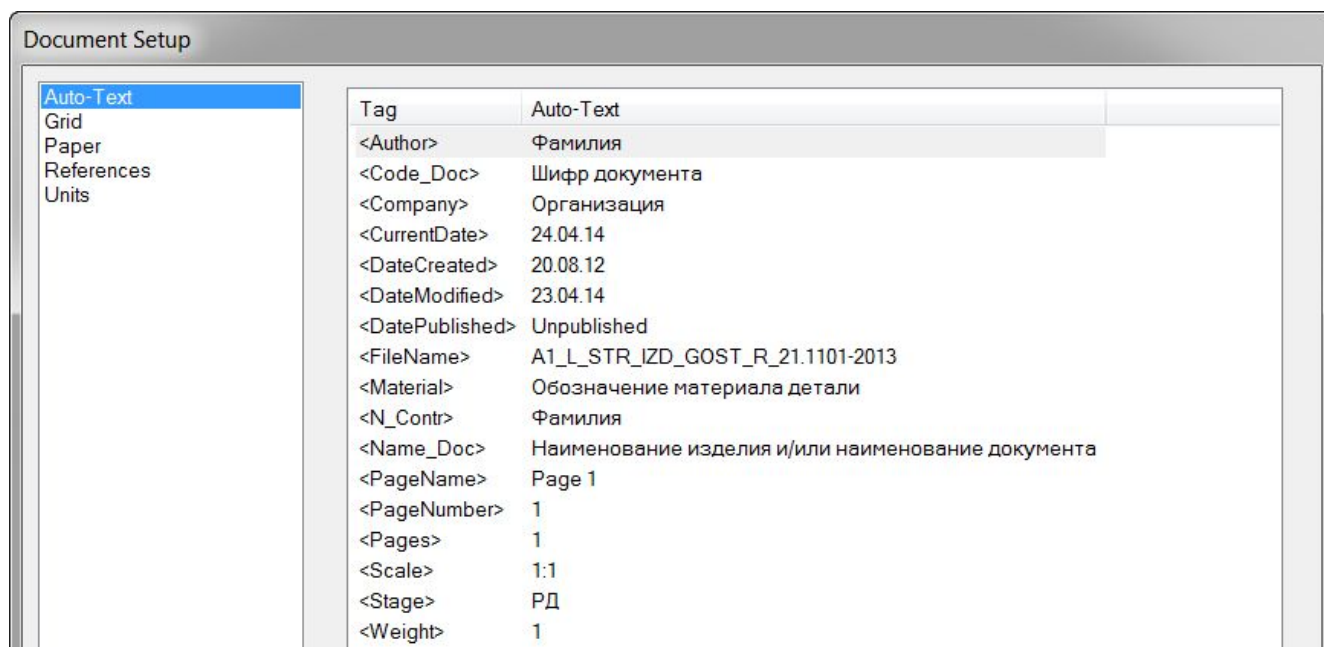 Document Setup
Auto-Text
Grid
Paper
References
Units
Tag Auto-Text
<Author> Фамилия
<Code_Doc> Шифр документа
<Company> Организация
<CurrentDate> 24.04.14
<DateCreated> 20.08.12
<DateModified> 23.04.14
<DatePublished> Unpublished
<FileName> A1_L_STR_IZD_GOST_R_21.1101-2013
<Material> Обозначение материала детали
<N_Contr> Фамилия
<Name_Doc> Наименование изделия и/или наименование документа
<PageName> Page 1
<PageNumber> 1
<Pages> 1
<Scale> 1:1
<Stage> РД
<Weight> 1